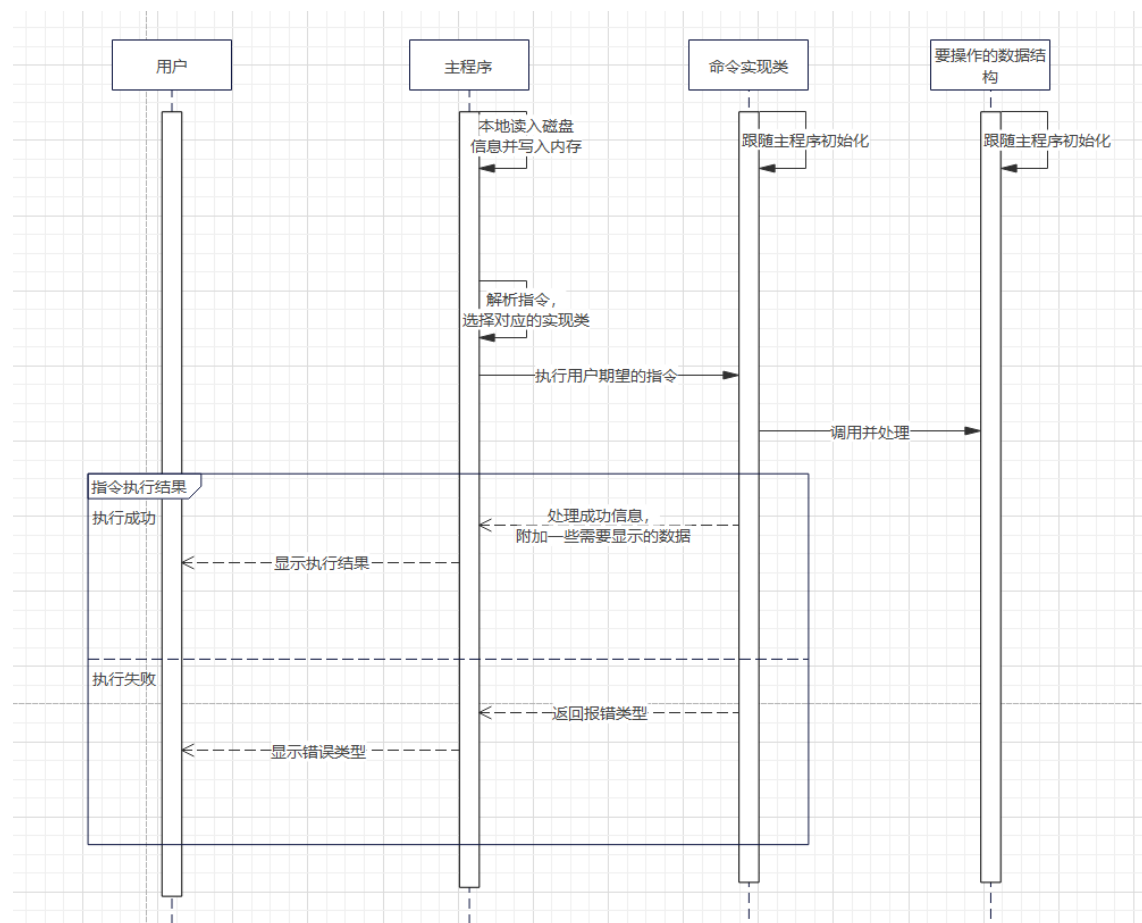 用户
主程序
命令实现类
要操作的数据结
构
本地读入磁盘
信息并写入内存
跟随主程序初始化
跟随主程序初始化
解析指令，
选择对应的实现类
执行用户期望的指令
调用并处理
指令执行结果
执行成功
处理成功信息，
附加一些需要显示的数据
显示执行结果
执行失败
返回报错类型
显示错误类型